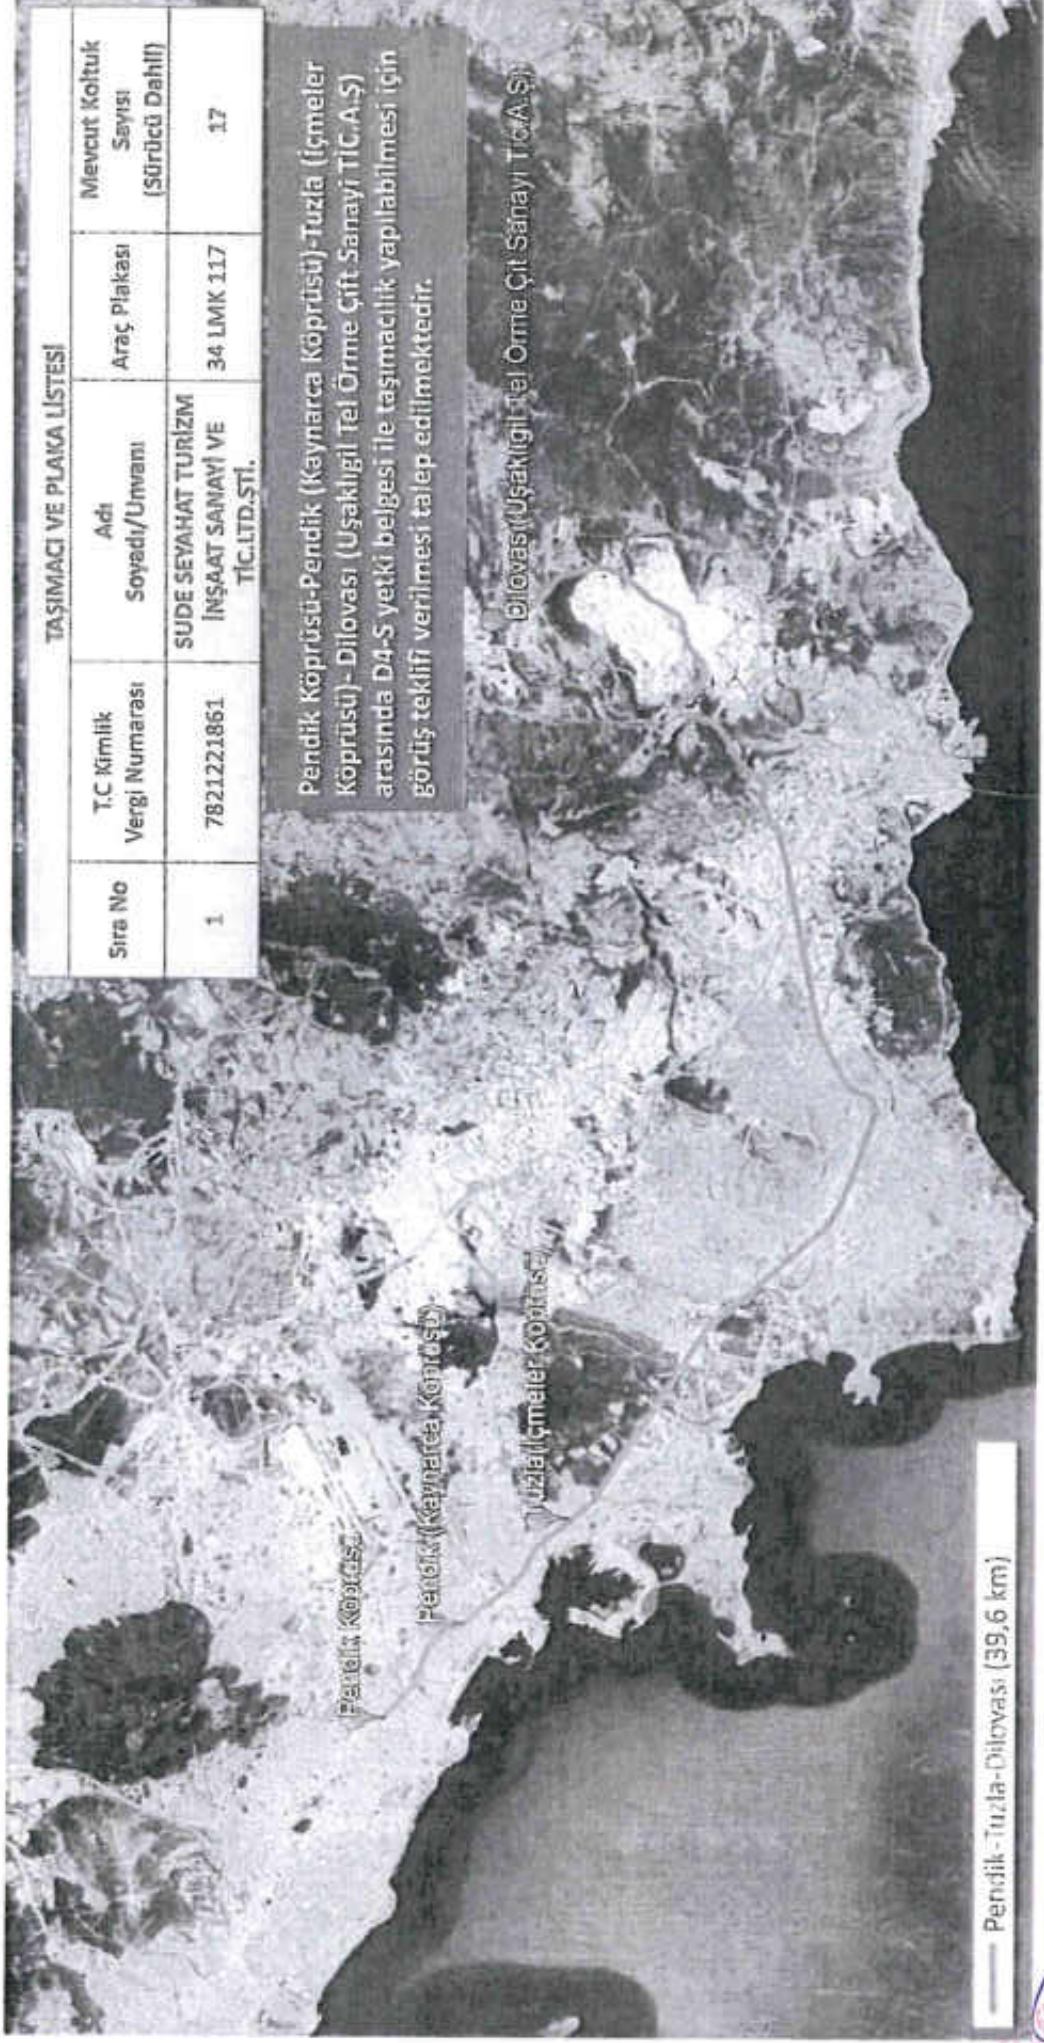 TAŞIMACI VE PLAKA LİSTESİ
Sıra No
T.C Kimlik
Vergi Numarası
Adı
Soyadı/Unvanı
Araç Plakası
Mevcut Koltuk
Sayısı
(Sürücü Dahil)
1
7821221861
SUDE SEYAHAT TURİZM
İNŞAAT SANAYİ VE
TİC.LTD.ŞTİ.
34 LMK 117
17
Pendik Köprüsü-Pendik (Kaynarca Köprüsü)-Tuzla (İçmeler
Köprüsü)- Dilovası (Uşaklıgil Tel Örme Çift Sanayi TİC.A.Ş)
arasında D4-S yetki belgesi ile taşımacılık yapılabilmesi için
görüş teklifi verilmesi talep edilmektedir.
Pendik Köprüsü
Pendik (Kaynarca Köprüsü)
Tuzla (İçmeler Köprüsü)
Dilovası (Uşaklıgil Tel Örme Çit Sanayi TİC.A.Ş)
Pendik-Tuzla-Dilovası (39,6 km)